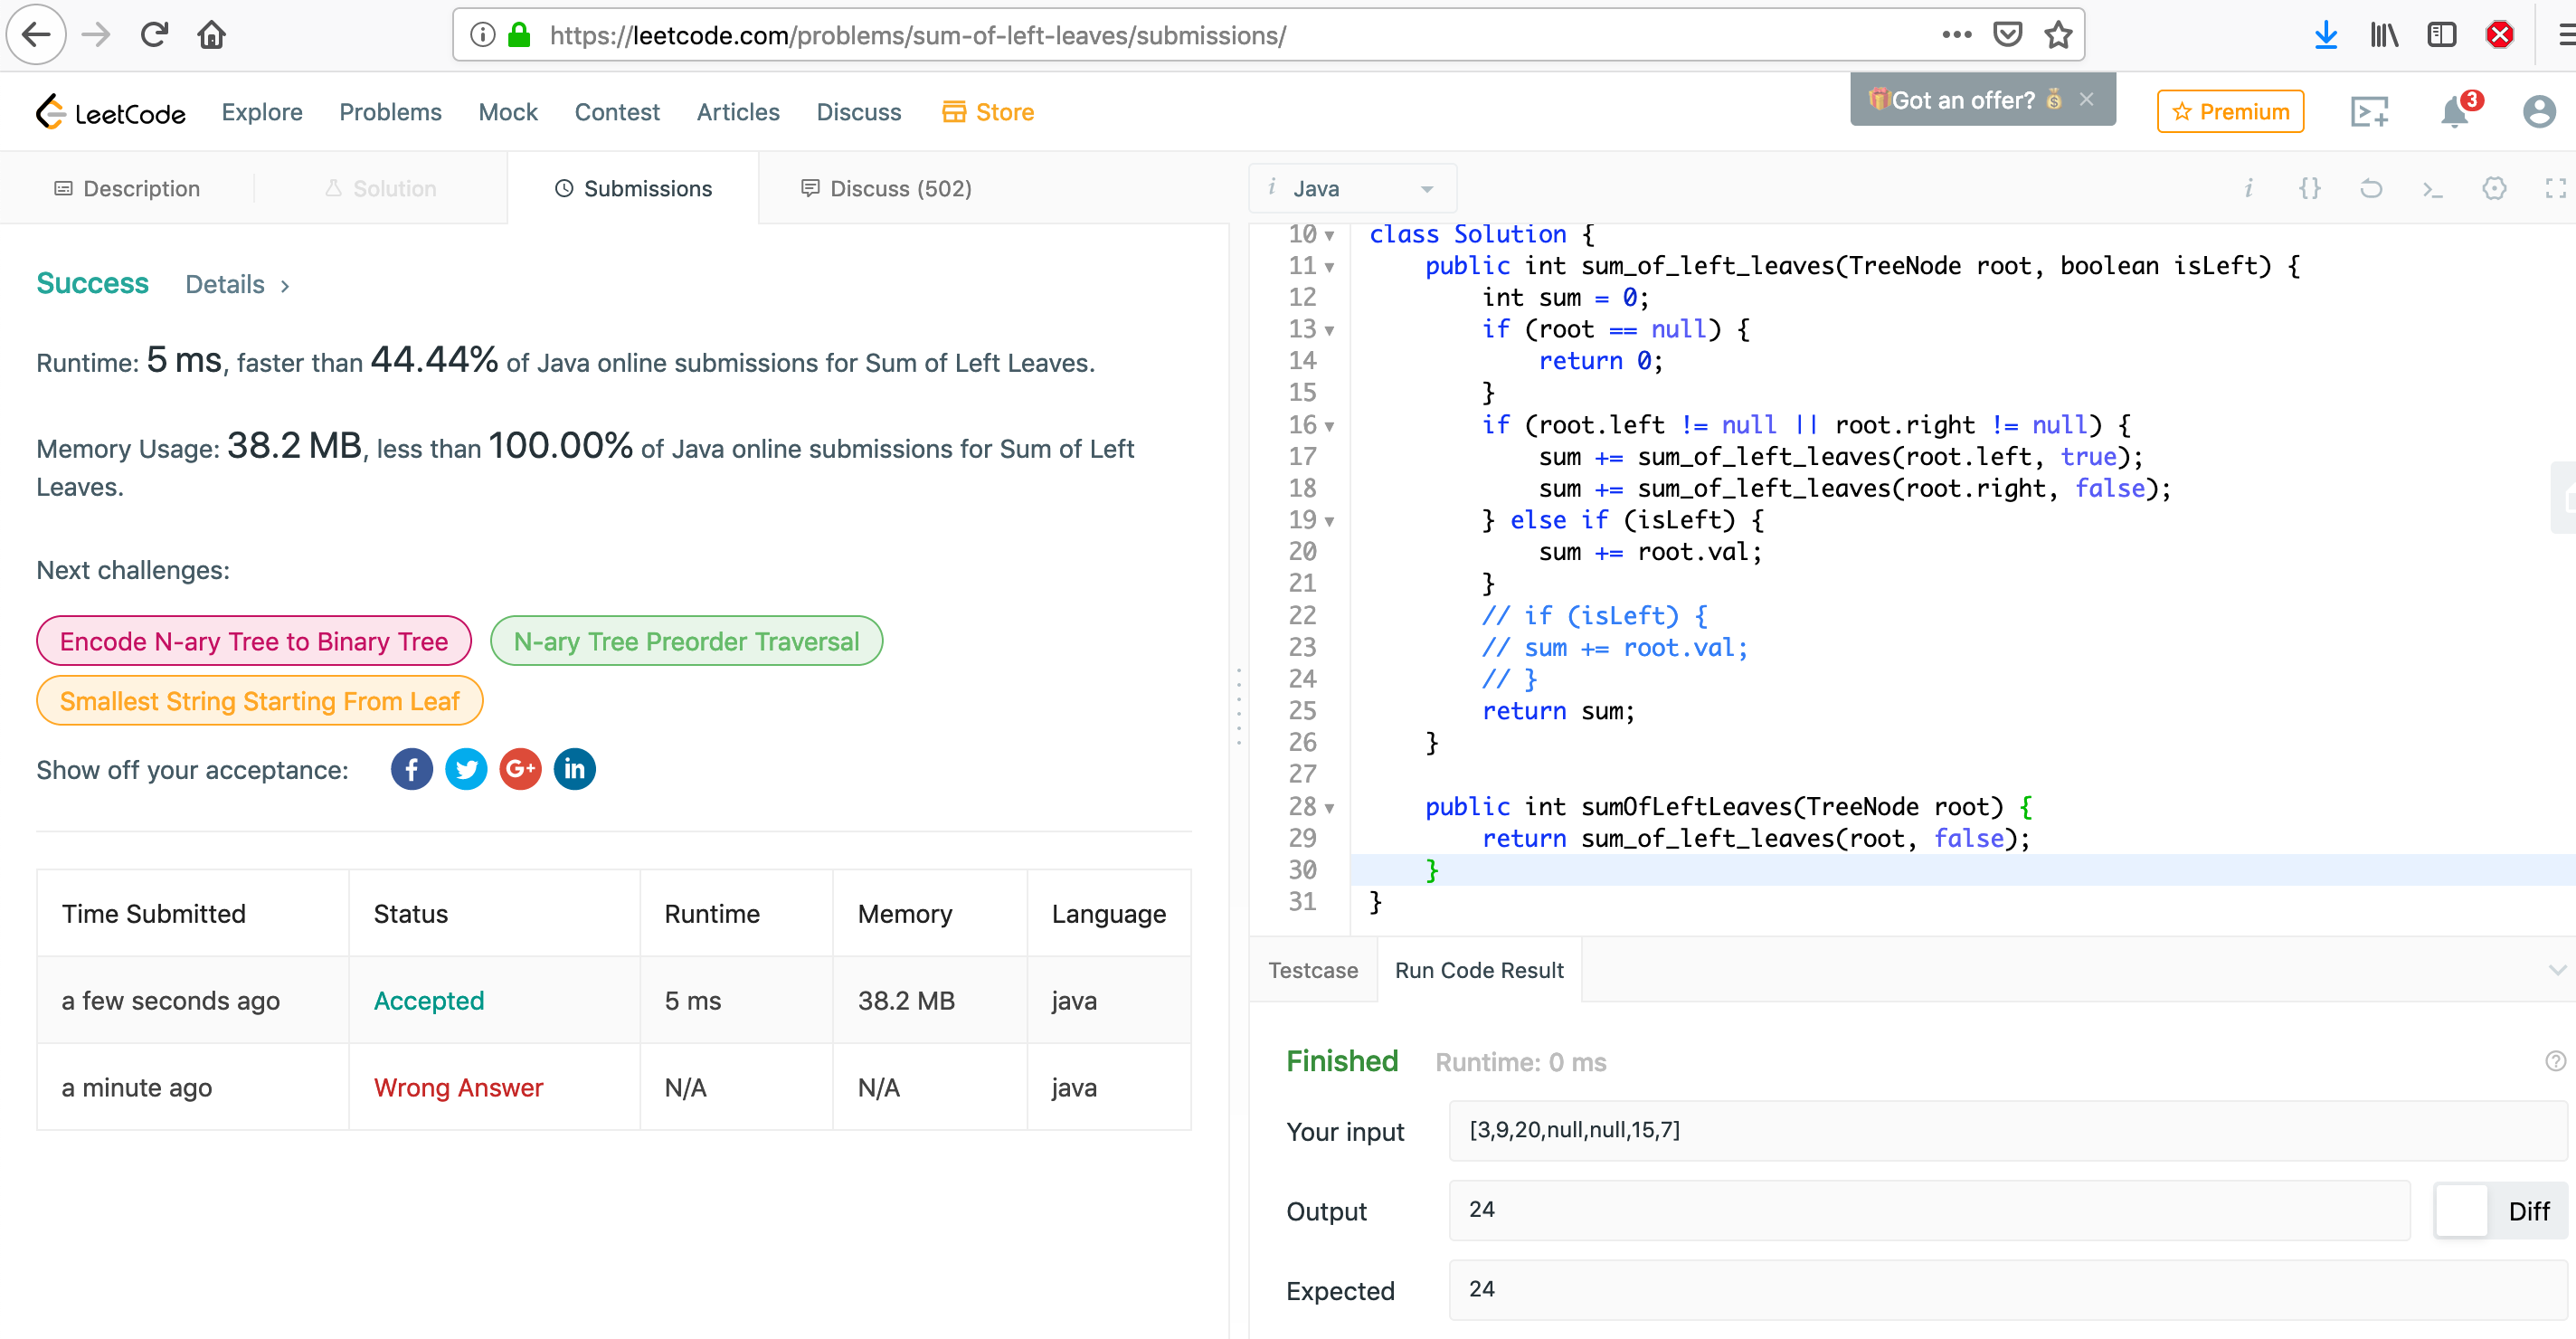 https://leetcode.com/problems/sum-of-left-leaves/submissions/
LeetCode Explore Problems Mock Contest Articles Discuss Store
Got an offer? ×
Premium
3
Description Solution Submissions Discuss (502)
Success Details >
Runtime: 5 ms, faster than 44.44% of Java online submissions for Sum of Left Leaves.
Memory Usage: 38.2 MB, less than 100.00% of Java online submissions for Sum of Left
Leaves.
Next challenges:
Encode N-ary Tree to Binary Tree N-ary Tree Preorder Traversal
Smallest String Starting From Leaf
Show off your acceptance: f G+ in
Time Submitted Status Runtime Memory Language
a few seconds ago Accepted 5 ms 38.2 MB java
a minute ago Wrong Answer N/A N/A java
i Java
i {} >_
10 class Solution {
11 public int sum_of_left_leaves(TreeNode root, boolean isLeft) {
12 int sum = 0;
13 if (root == null) {
14 return 0;
15 }
16 if (root.left != null || root.right != null) {
17 sum += sum_of_left_leaves(root.left, true);
18 sum += sum_of_left_leaves(root.right, false);
19 } else if (isLeft) {
20 sum += root.val;
21 }
22 // if (isLeft) {
23 // sum += root.val;
24 // }
25 return sum;
26 }
27
28 public int sumOfLeftLeaves(TreeNode root) {
29 return sum_of_left_leaves(root, false);
30 }
31 }
Testcase Run Code Result
Finished Runtime: 0 ms
Your input [3,9,20,null,null,15,7]
Output 24 Diff
Expected 24